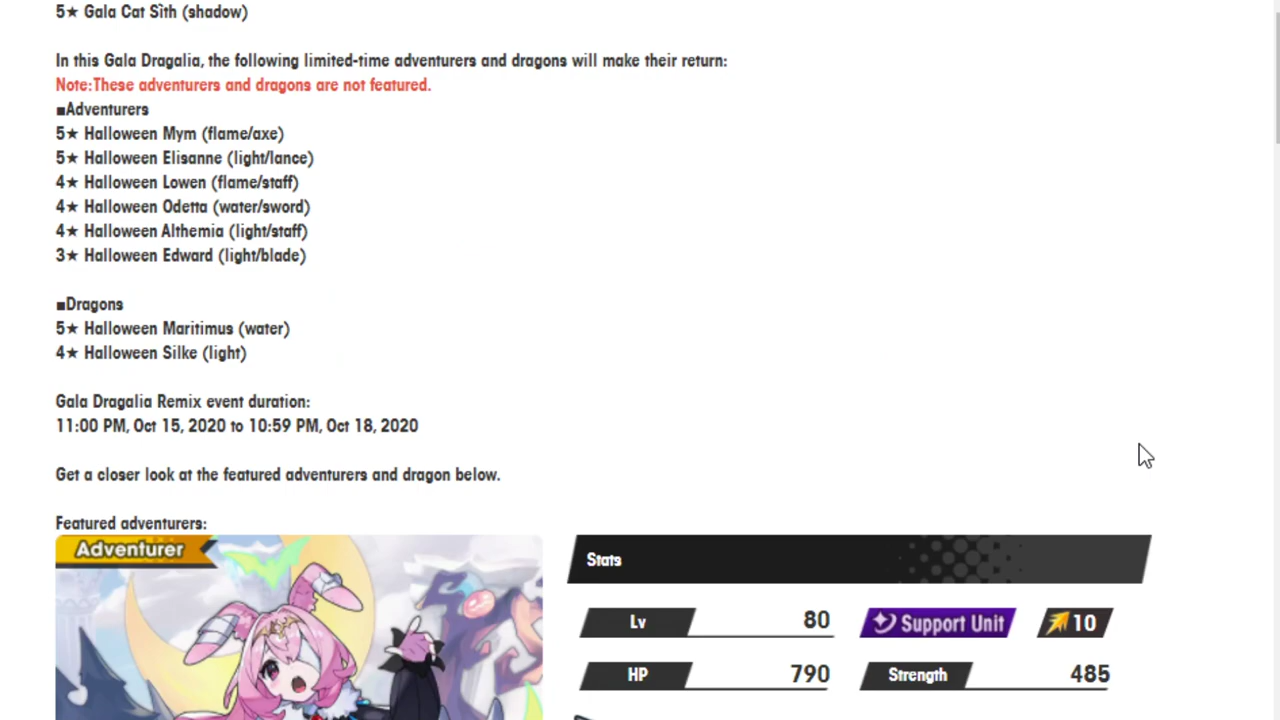 5★ Gala Cat Sìth (shadow)
In this Gala Dragalia, the following limited-time adventurers and dragons will make their return:
Note:These adventurers and dragons are not featured.
■Adventurers
5★ Halloween Mym (flame/axe)
5★ Halloween Elisanne (light/lance)
4★ Halloween Lowen (flame/staff)
4★ Halloween Odetta (water/sword)
4★ Halloween Althemia (light/staff)
3★ Halloween Edward (light/blade)
■Dragons
5★ Halloween Maritimus (water)
4★ Halloween Silke (light)
Gala Dragalia Remix event duration:
11:00 PM, Oct 15, 2020 to 10:59 PM, Oct 18, 2020
Get a closer look at the featured adventurers and dragon below.
Featured adventurers:
Adventurer
Stats
Lv 80 Support Unit 10
HP 790 Strength 485